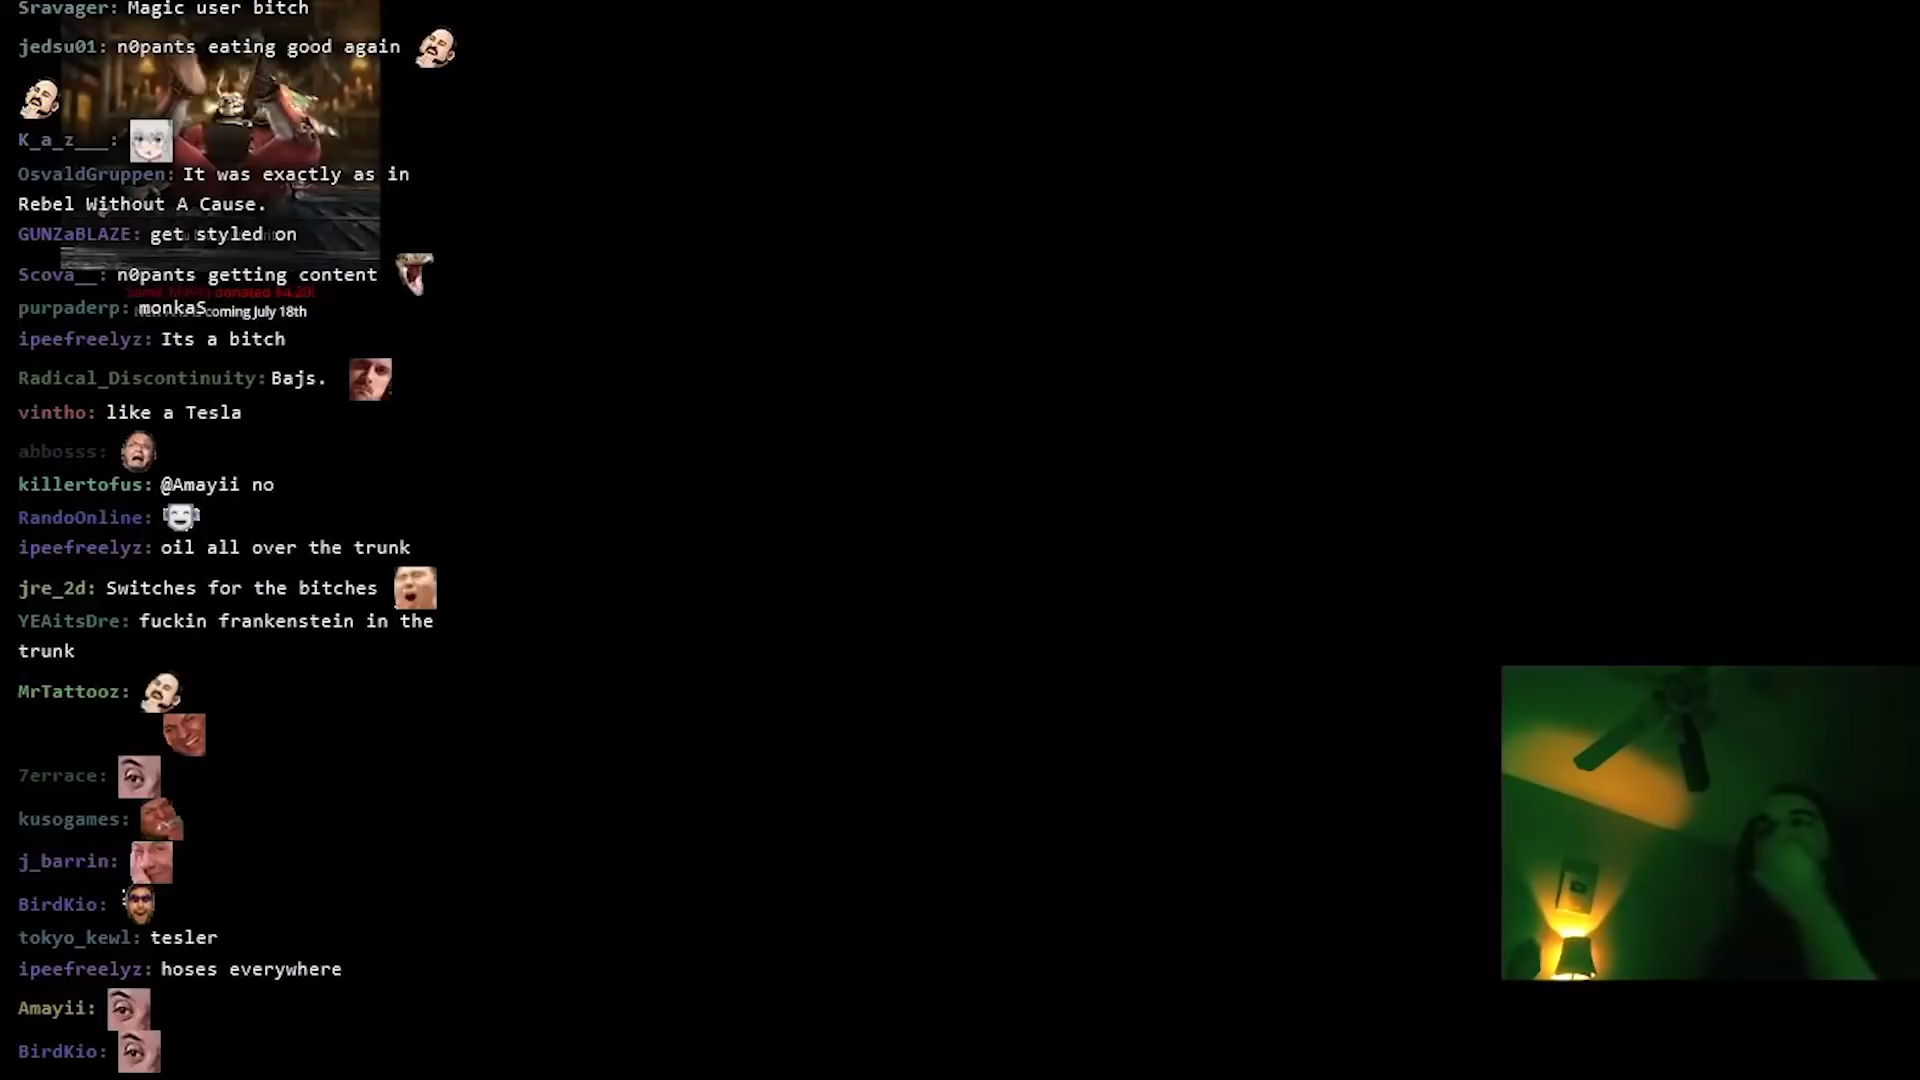 Sravager: Magic user bitch
jedsu01: n0pants eating good again
K_a_z___:
OsvaldGruppen: It was exactly as in
Rebel Without A Cause.
GUNZaBLAZE: get styled on
Scova__: n0pants getting content
donated $4.20!
purpaderp: monkaS
coming July 18th
ipeefreelyz: Its a bitch
Radical_Discontinuity: Bajs.
vintho: like a Tesla
abbosss:
killertofus: @Amayii no
RandoOnline:
ipeefreelyz: oil all over the trunk
jre_2d: Switches for the bitches
YEAitsDre: fuckin frankenstein in the
trunk
MrTattooz:
7errace:
kusogames:
j_barrin:
BirdKio:
tokyo_kewl: tesler
ipeefreelyz: hoses everywhere
Amayii:
BirdKio: